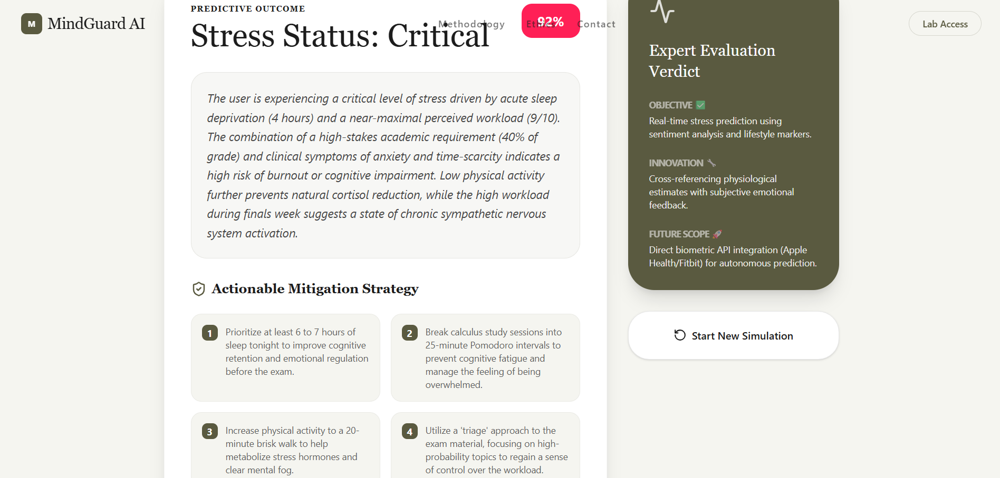 M MindGuard AI
Methodology Ethics Contact
Lab Access
PREDICTIVE OUTCOME
Stress Status: Critical
92%
The user is experiencing a critical level of stress driven by acute sleep
deprivation (4 hours) and a near-maximal perceived workload (9/10).
The combination of a high-stakes academic requirement (40% of
grade) and clinical symptoms of anxiety and time-scarcity indicates a
high risk of burnout or cognitive impairment. Low physical activity
further prevents natural cortisol reduction, while the high workload
during finals week suggests a state of chronic sympathetic nervous
system activation.
Actionable Mitigation Strategy
1
Prioritize at least 6 to 7 hours of
sleep tonight to improve cognitive
retention and emotional regulation
before the exam.
2
Break calculus study sessions into
25-minute Pomodoro intervals to
prevent cognitive fatigue and
manage the feeling of being
overwhelmed.
3
Increase physical activity to a 20-
minute brisk walk to help
metabolize stress hormones and
clear mental fog.
4
Utilize a 'triage' approach to the
exam material, focusing on high-
probability topics to regain a sense
of control over the workload.
Expert Evaluation
Verdict
OBJECTIVE ✅
Real-time stress prediction using
sentiment analysis and lifestyle markers.
INNOVATION 🔧
Cross-referencing physiological
estimates with subjective emotional
feedback.
FUTURE SCOPE 🚀
Direct biometric API integration (Apple
Health/Fitbit) for autonomous prediction.
Start New Simulation